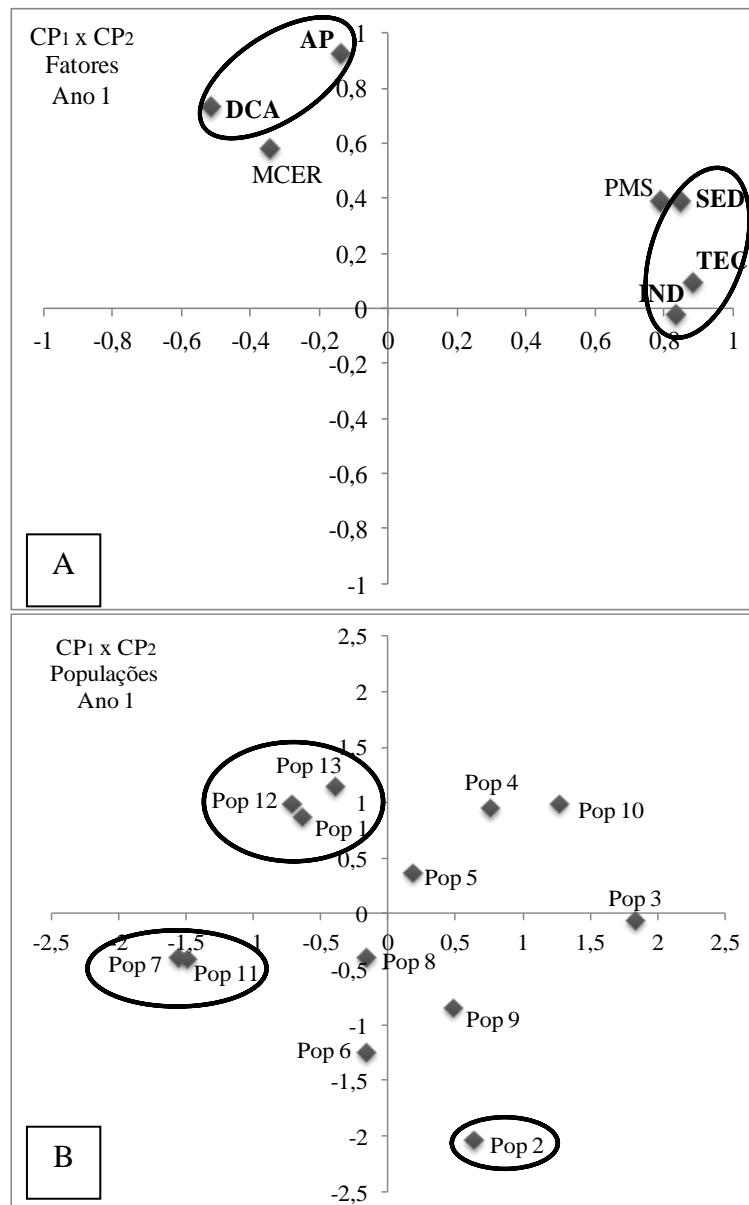 CP1 x CP2
Fatores
Ano 1
AP
DCA
MCER
PMS
SED
TEC
IND
1
0,8
0,6
0,4
0,2
0
-1
-0,8
-0,6
-0,4
-0,2
0
0,2
0,4
0,6
0,8
1
-0,2
-0,4
-0,6
-0,8
-1
A
CP1 x CP2
Populações
Ano 1
2,5
2
1,5
1
0,5
0
Pop 13
Pop 12
Pop 1
Pop 4
Pop 10
Pop 5
Pop 3
-2,5
-2
-1,5
-1
-0,5
0
0,5
1
1,5
2
2,5
Pop 7
Pop 11
Pop 8
Pop 9
Pop 6
Pop 2
-0,5
-1
-1,5
-2
-2,5
B